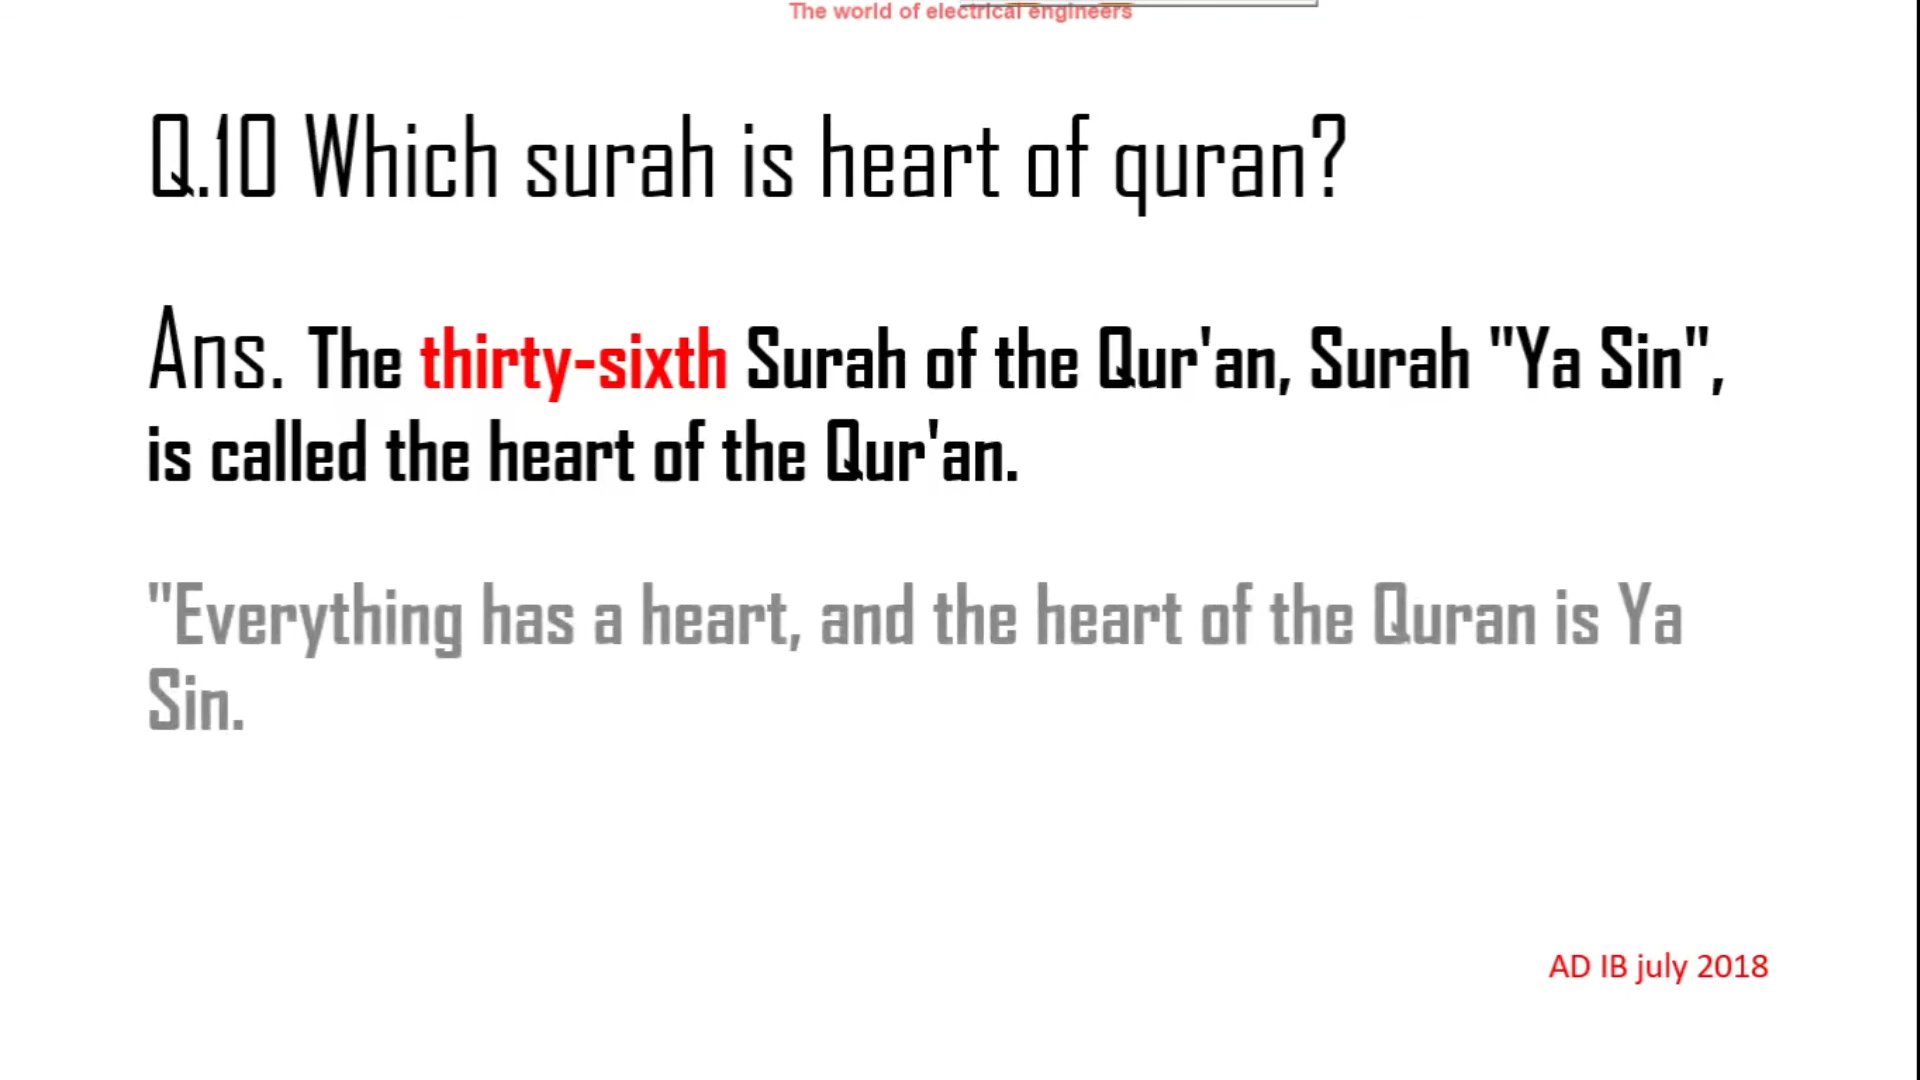 The world of electrical engineers
Q.10 Which surah is heart of quran?
Ans. The thirty-sixth Surah of the Qur'an, Surah "Ya Sin",
is called the heart of the Qur'an.
"Everything has a heart, and the heart of the Quran is Ya
Sin.
AD IB july 2018